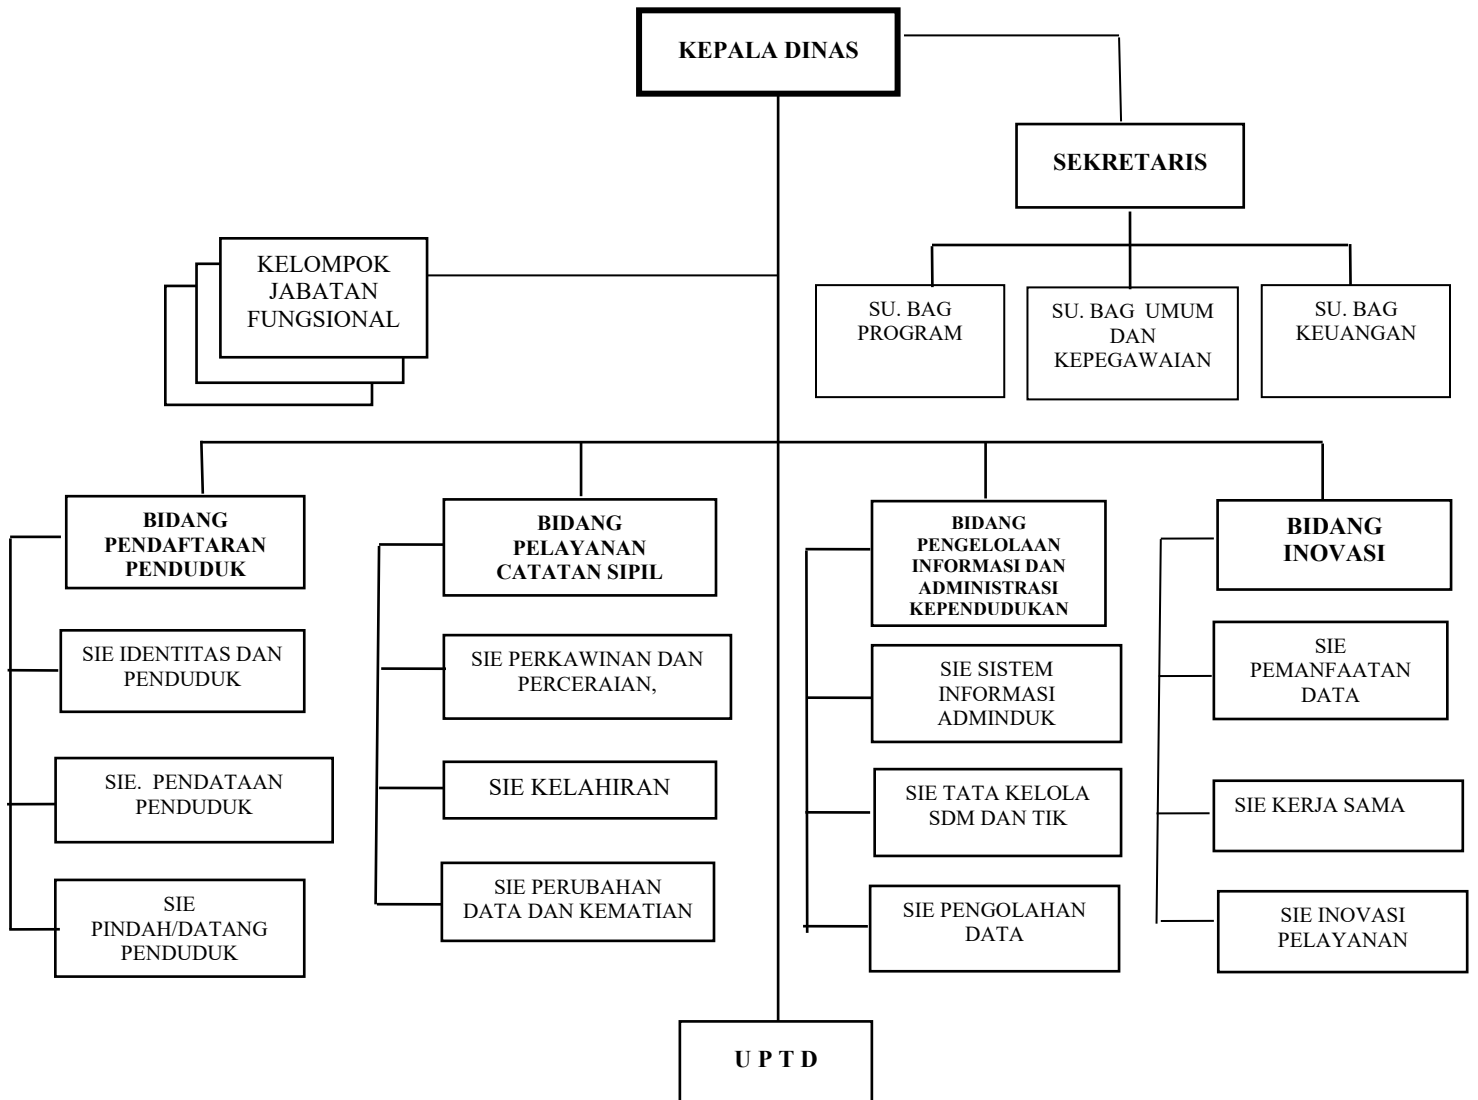 KEPALA DINAS
SEKRETARIS
KELOMPOK
JABATAN
FUNGSIONAL
SU. BAG
PROGRAM
SU. BAG  UMUM
DAN
KEPEGAWAIAN
SU. BAG
KEUANGAN
BIDANG
PENDAFTARAN
PENDUDUK
BIDANG
PELAYANAN
CATATAN SIPIL
BIDANG
PENGELOLAAN
INFORMASI DAN
ADMINISTRASI
KEPENDUDUKAN
BIDANG
INOVASI
SIE IDENTITAS DAN
PENDUDUK
SIE PERKAWINAN DAN
PERCERAIAN,
SIE SISTEM
INFORMASI
ADMINDUK
SIE
PEMANFAATAN
DATA
SIE.  PENDATAAN
PENDUDUK
SIE KELAHIRAN
SIE TATA KELOLA
SDM DAN TIK
SIE KERJA SAMA
SIE
PINDAH/DATANG
PENDUDUK
SIE PERUBAHAN
DATA DAN KEMATIAN
SIE PENGOLAHAN
DATA
SIE INOVASI
PELAYANAN
U P T D